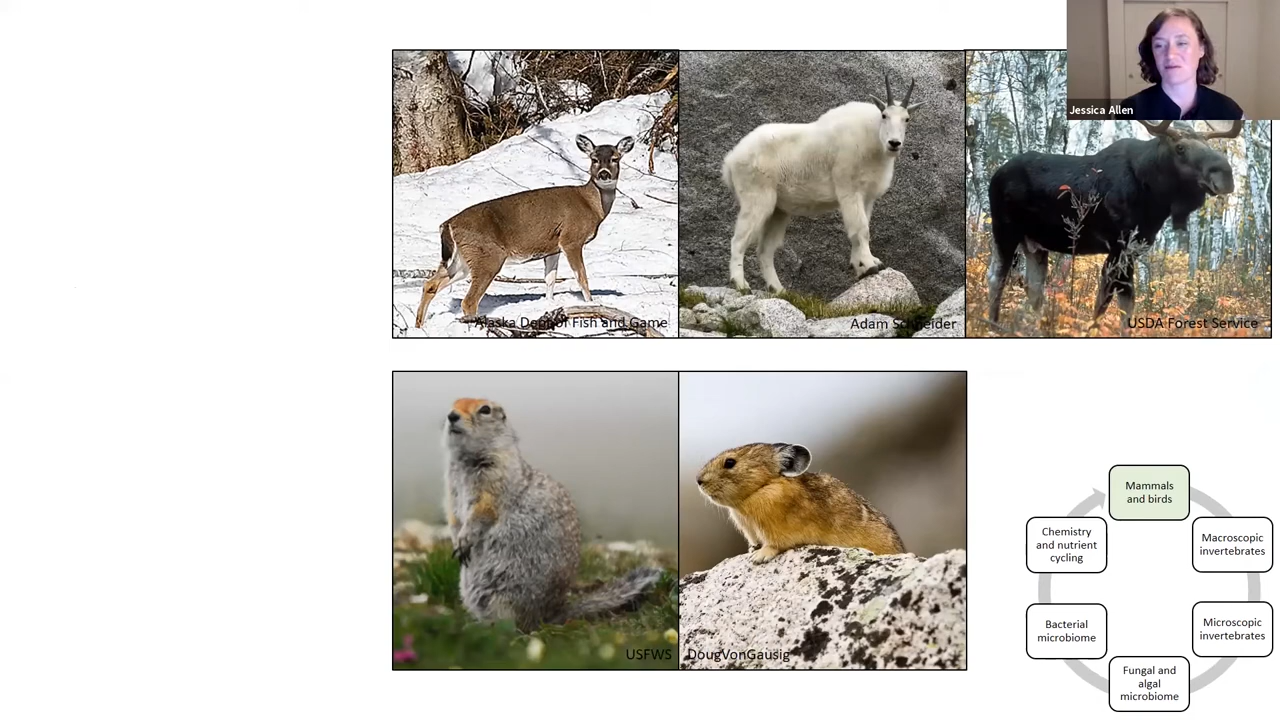 Jessica Allen
Alaska Dept of Fish and Game
Adam Schneider
USDA Forest Service
USFWS
DougVonGausig
Mammals
and birds
Chemistry
and nutrient
cycling
Macroscopic
invertebrates
Bacterial
microbiome
Microscopic
invertebrates
Fungal and
algal
microbiome